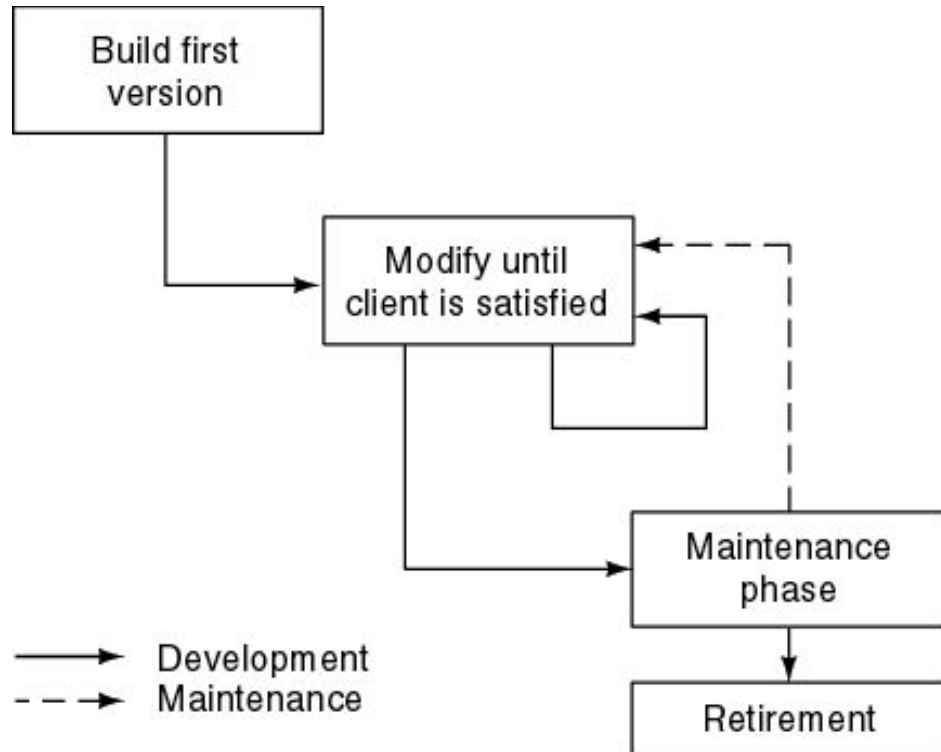 Build first
version
Modify until
client is satisfied
Maintenance
phase
Development
Maintenance
Retirement